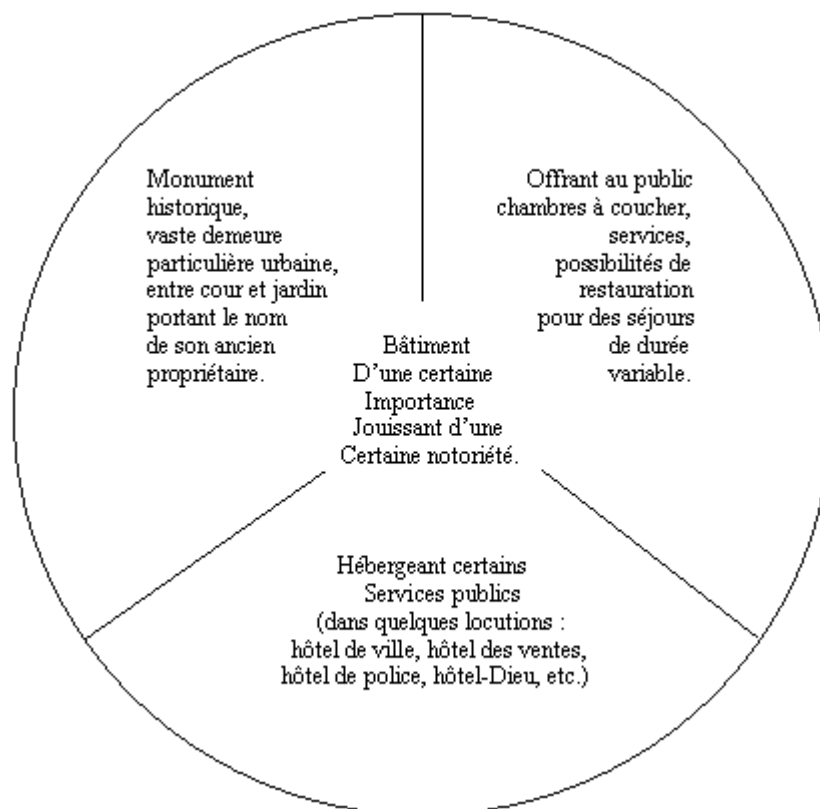 Monument
historique,
vaste demeure
particulière urbaine,
entre cour et jardin
portant le nom
de son ancien
propriétaire.
Offrant au public
chambres à coucher,
services,
possibilités de
restauration
pour des séjours
de durée
variable.
Bâtiment
D'une certaine
Importance
Jouissant d'une
Certaine notoriété.
Hébergeant certains
Services publics
(dans quelques locutions :
hôtel de ville, hôtel des ventes,
hôtel de police, hôtel-Dieu, etc.)